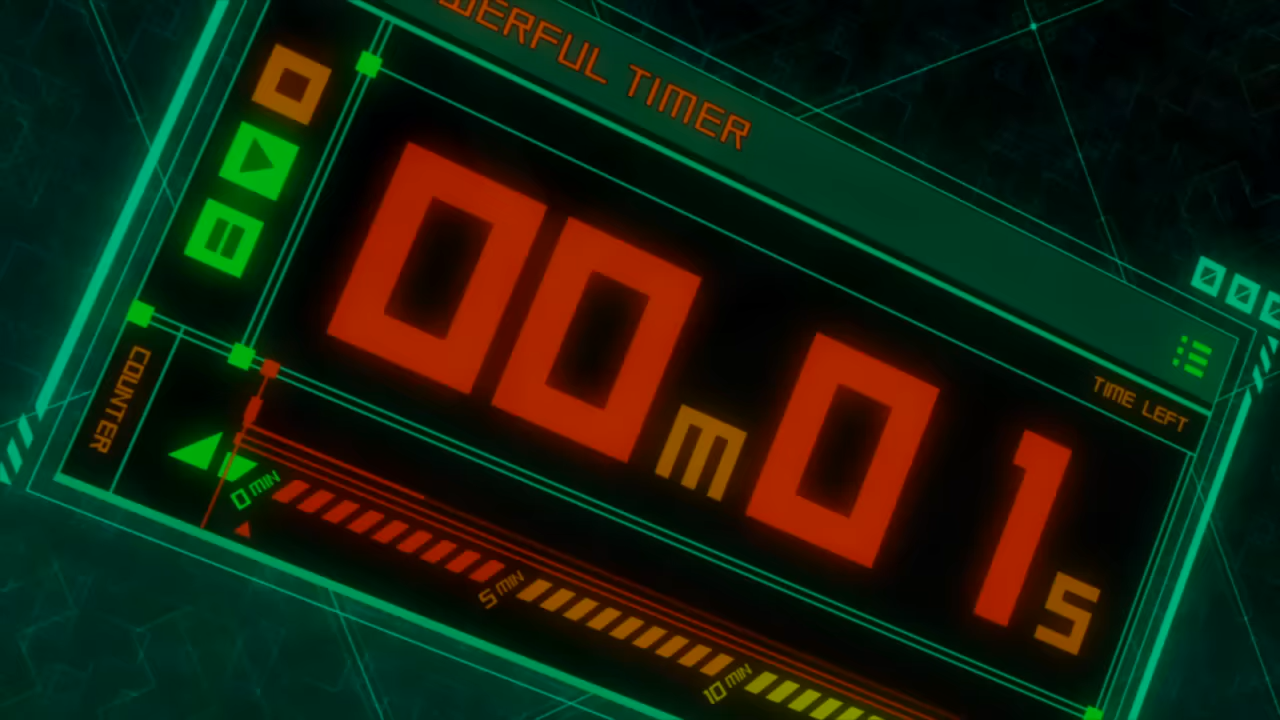 WERFUL TIMER
TIME LEFT
00m01s
COUNTER
0 MIN
5 MIN
10 MIN